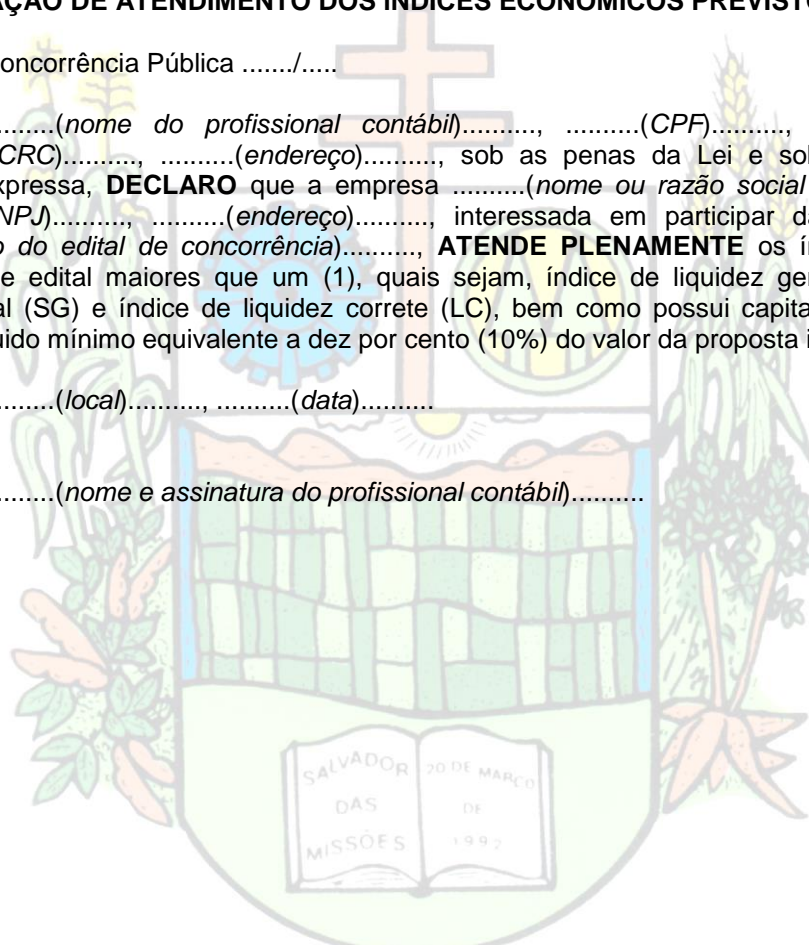 AÇÃO DE ATENDIMENTO DOS ÍNDICES ECONÔMICOS PREVISTO
oncorrência Pública ......./.....
.........(nome do profissional contábil).........., ..........(CPF)..........,
CRC).........., ..........(endereço).........., sob as penas da Lei e sob
xpressa, DECLARO que a empresa ..........(nome ou razão social
NPJ).........., ..........(endereço).........., interessada em participar da
o do edital de concorrência).........., ATENDE PLENAMENTE os ín
e edital maiores que um (1), quais sejam, índice de liquidez ger
al (SG) e índice de liquidez correte (LC), bem como possui capita
uido mínimo equivalente a dez por cento (10%) do valor da proposta i
.........(local).........., ..........(data)..........
.........(nome e assinatura do profissional contábil)..........
SALVADOR
DAS
MISSÕES
20 DE MARÇO
DE
1992